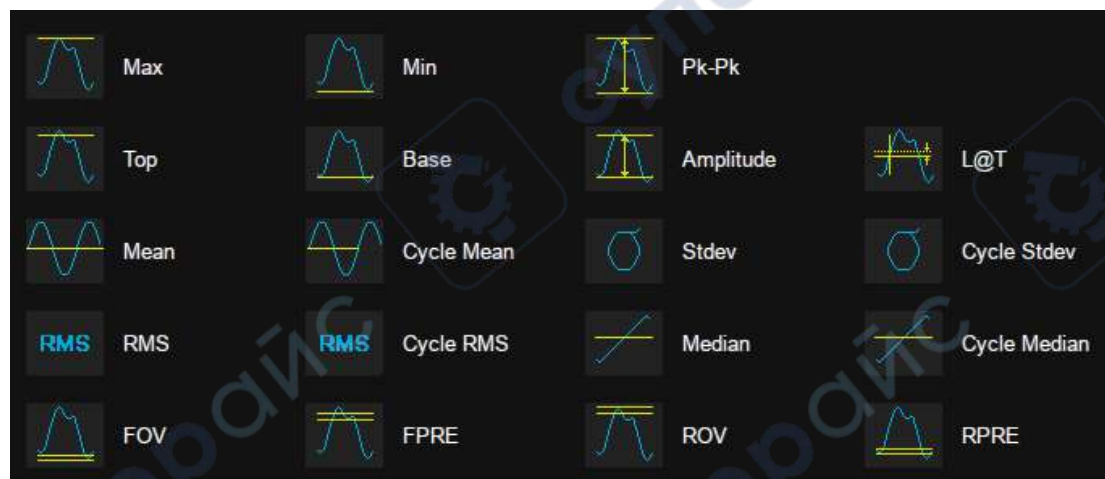 Max Min Pk-Pk
Top Base Amplitude L@T
Mean Cycle Mean Stdev Cycle Stdev
RMS RMS RMS Cycle RMS Median Cycle Median
FOV FPRE ROV RPRE